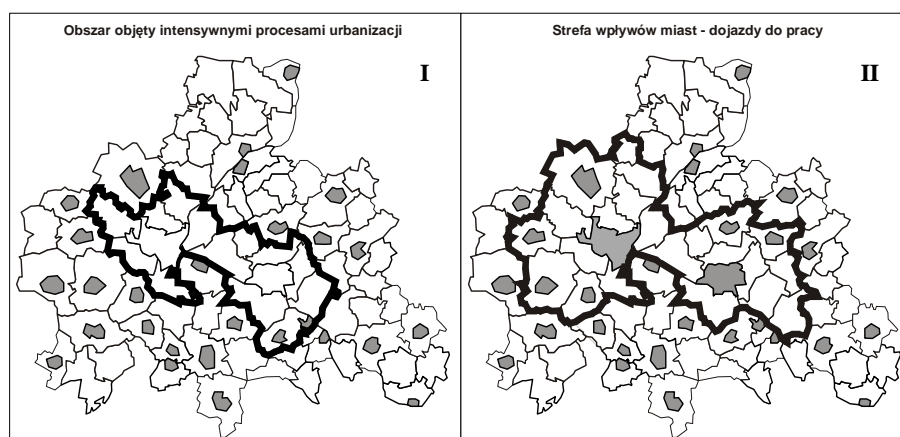 Obszar objęty intensywnymi procesami urbanizacji
I
Strefa wpływów miast - dojazdy do pracy
II